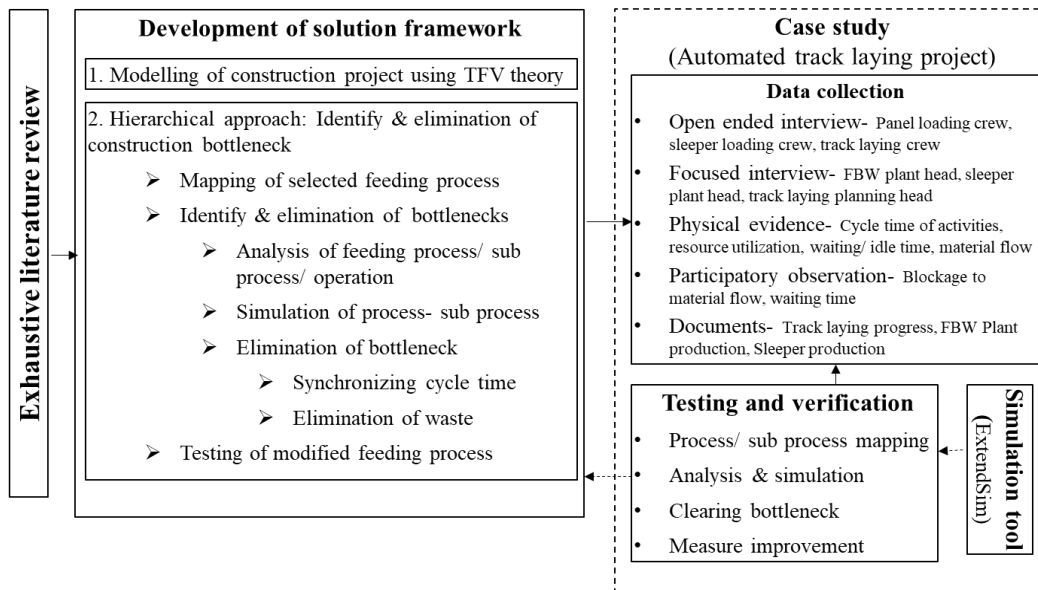 Exhaustive literature review
Development of solution framework
1. Modelling of construction project using TFV theory
2. Hierarchical approach: Identify & elimination of
construction bottleneck
➢ Mapping of selected feeding process
➢ Identify & elimination of bottlenecks
➢ Analysis of feeding process/ sub
process/ operation
➢ Simulation of process- sub process
➢ Elimination of bottleneck
➢ Synchronizing cycle time
➢ Elimination of waste
➢ Testing of modified feeding process
Case study
(Automated track laying project)
Data collection
• Open ended interview- Panel loading crew,
sleeper loading crew, track laying crew
• Focused interview- FBW plant head, sleeper
plant head, track laying planning head
• Physical evidence- Cycle time of activities,
resource utilization, waiting/ idle time, material flow
• Participatory observation- Blockage to
material flow, waiting time
• Documents- Track laying progress, FBW Plant
production, Sleeper production
Testing and verification
• Process/ sub process mapping
• Analysis & simulation
• Clearing bottleneck
• Measure improvement
Simulation tool
(ExtendSim)